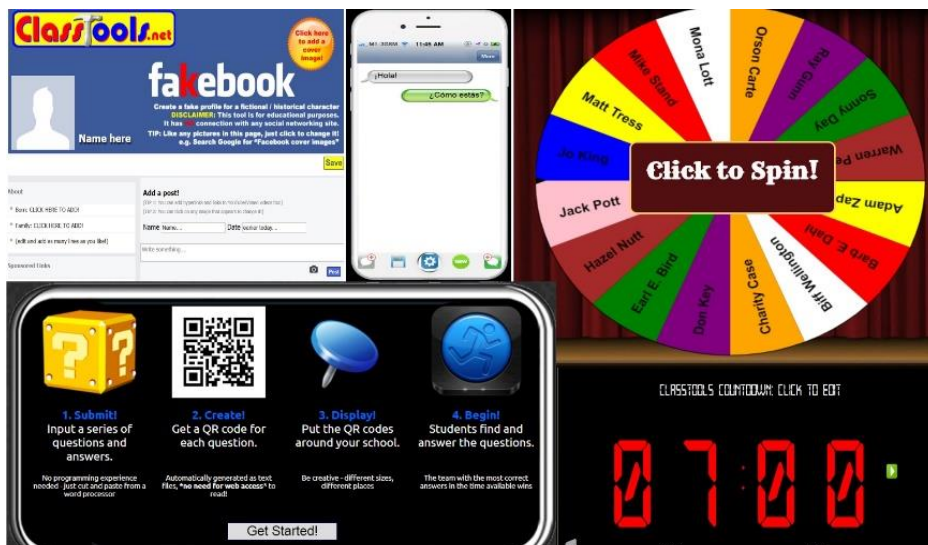 ClassTools.net
Click here
to add a
cover
image!
fakebook
Create a fake profile for a fictional / historical character
DISCLAIMER: This tool is for educational purposes.
It has no connection with any social networking site.
TIP: Like any pictures in this page, just click to change it!
e.g. Search Google for "Facebook cover images"
Name here
Save
About
* Born: CLICK HERE TO ADD!
* Family: CLICK HERE TO ADD!
* (edit and add as many lines as you like!)
Sponsored Links
Add a post!
Name Name...
Date
Write something...
Post
11:45 AM
More
¡Hola!
¿Cómo estás?
Mona Lott
Orson Carte
Ray Gunn
Sonny Day
Warren Pe
Adam Zap
Barb E. Dahl
Biff Wellington
Charity Case
Don Key
Earl E. Bird
Hazel Nutt
Jack Pott
Jo King
Matt Tress
Mike Stand
Click to Spin!
1. Submit!
Input a series of
questions and
answers.
No programming experience
needed - just cut and paste from a
word processor
2. Create!
Get a QR code for
each question.
Automatically generated as text
files, *no need for web access* to
read!
3. Display!
Put the QR codes
around your school.
Be creative - different sizes,
different places
4. Begin!
Students find and
answer the questions.
The team with the most correct
answers in the time available wins
Get Started!
CLASSTOOLS COUNTDOWN: CLICK TO EDIT
07:00